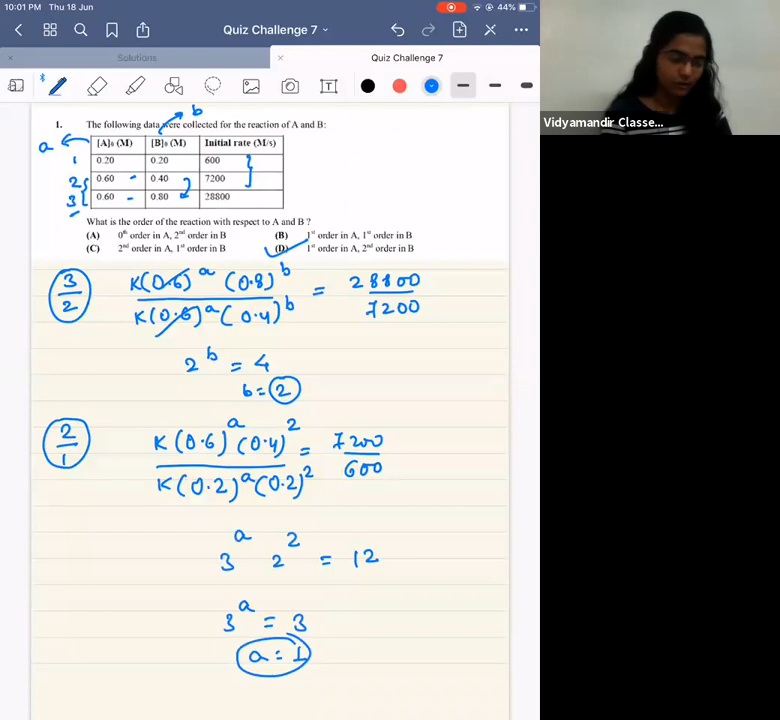 10:01 PM Thu 18 Jun 44%
Quiz Challenge 7
Solutions
Quiz Challenge 7
Vidyamandir Classe...
b
1. The following data were collected for the reaction of A and B:
a
[A]₀ (M) [B]₀ (M) Initial rate (M/s)
1 0.20 0.20 600
2 0.60 0.40 7200
3 0.60 0.80 28800
What is the order of the reaction with respect to A and B ?
(A) 0th order in A, 2nd order in B (B) 1st order in A, 1st order in B
(C) 2nd order in A, 1st order in B (D) 1st order in A, 2nd order in B
3/2 K(0.6)^a (0.8)^b / K(0.6)^a (0.4)^b = 28800/7200
2^b = 4
b = 2
2/1 K(0.6)^a (0.4)^2 / K(0.2)^a (0.2)^2 = 7200/600
3^a 2^2 = 12
3^a = 3
a = 1